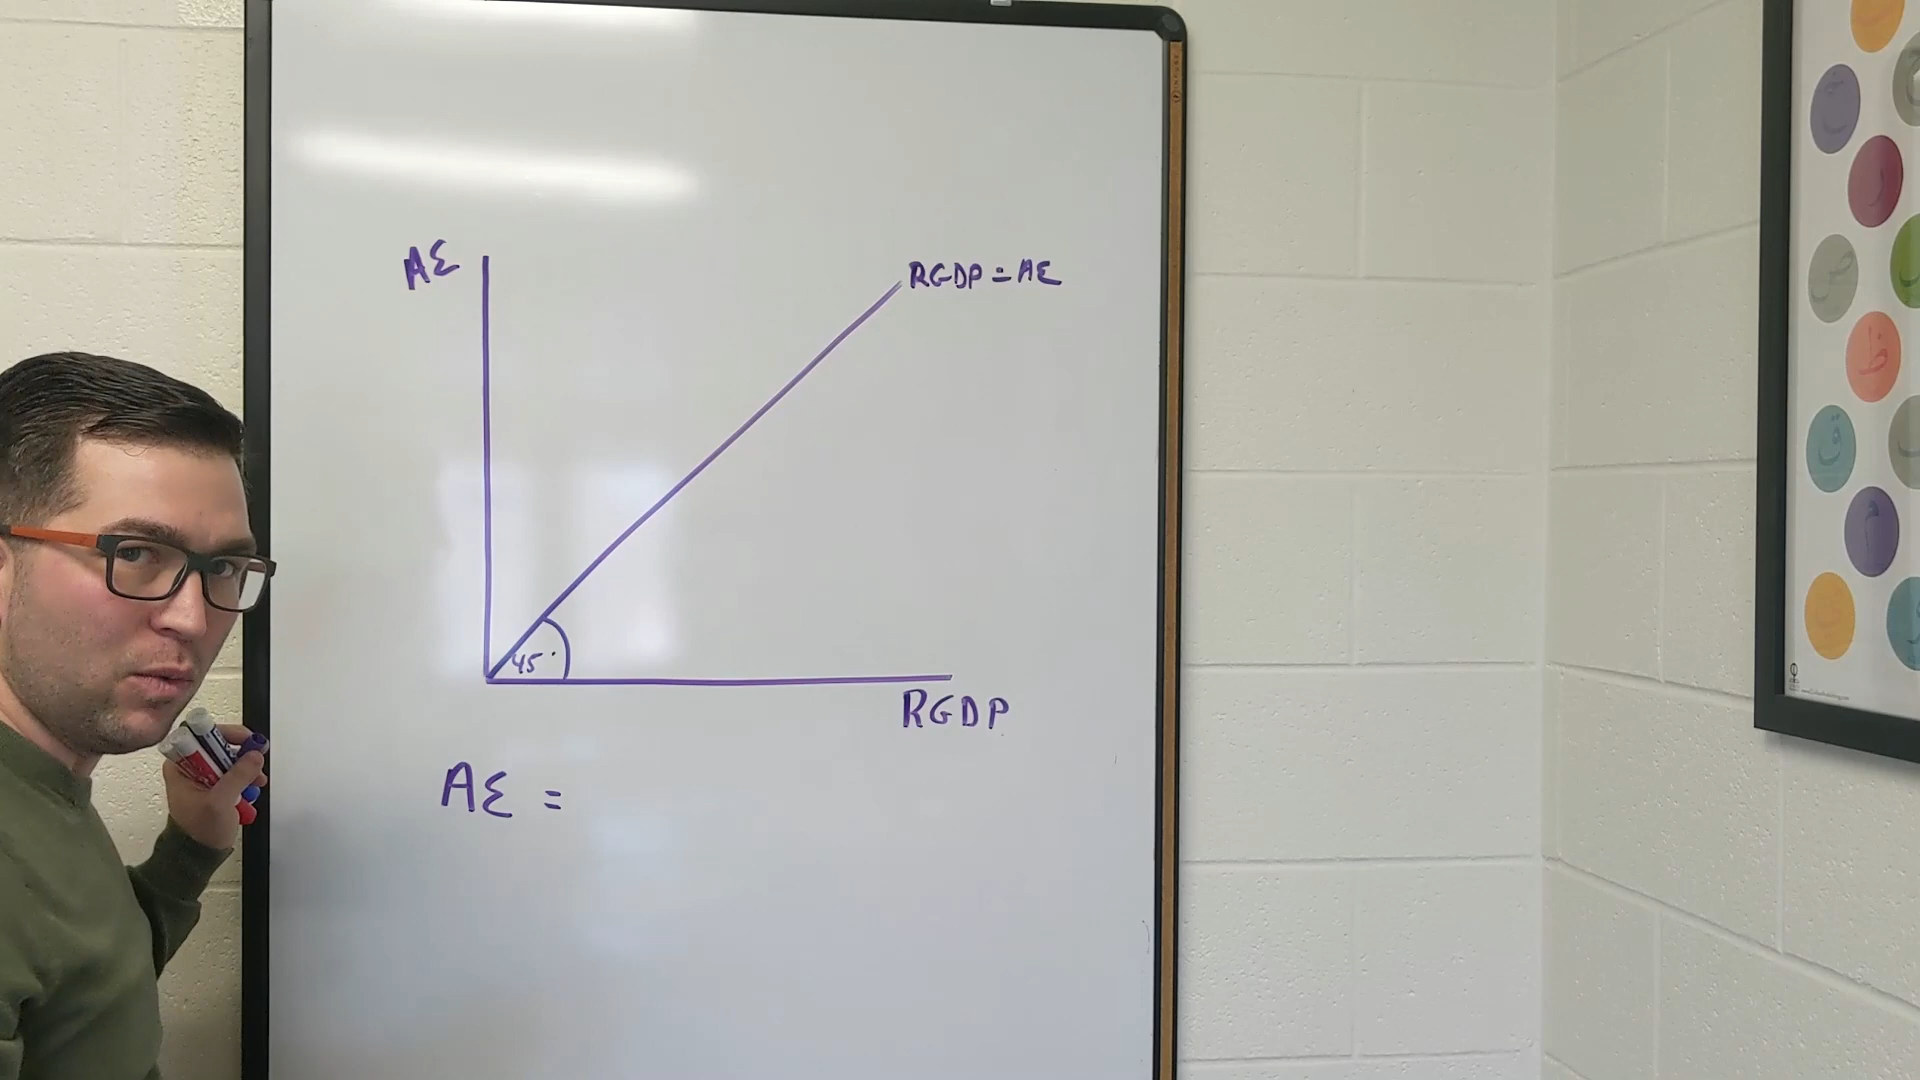 AE
RGDP = AE
45°
RGDP
AE =
ظ
ق